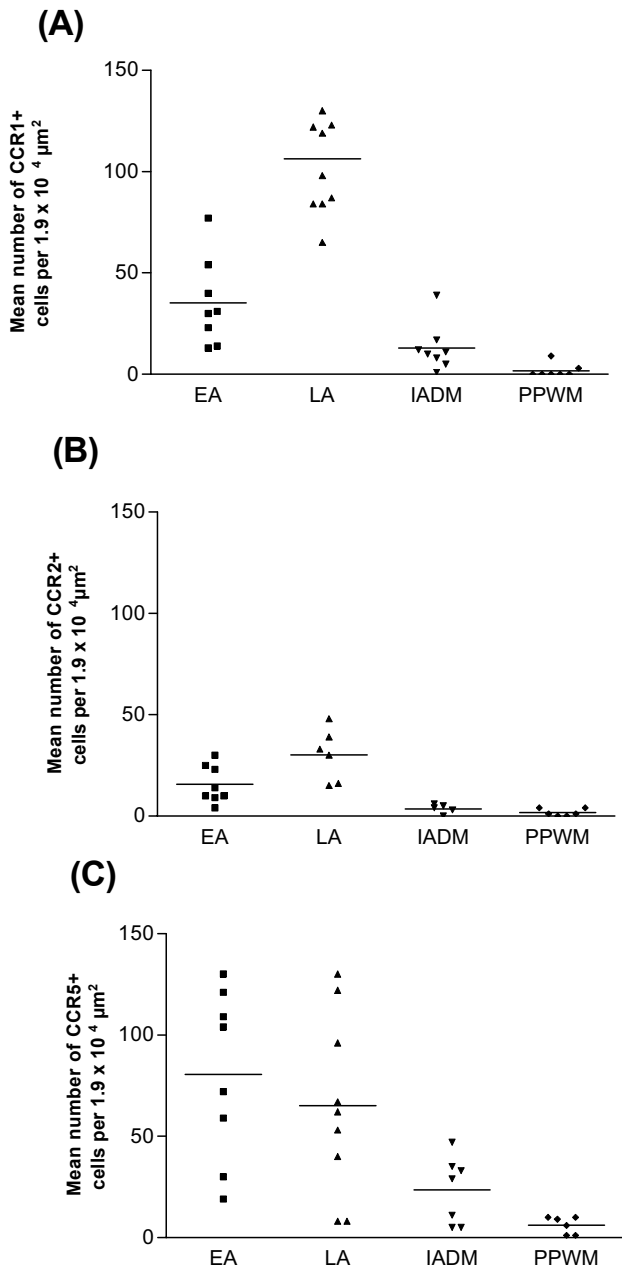 (A)
Mean number of CCR1+
cells per 1.9 x 10 ⁴ µm²
150
100
50
0
EA LA IADM PPWM
(B)
Mean number of CCR2+
cells per 1.9 x 10 ⁴µm²
150
100
50
0
EA LA IADM PPWM
(C)
Mean number of CCR5+
cells per 1.9 x 10 ⁴ µm²
150
100
50
0
EA LA IADM PPWM